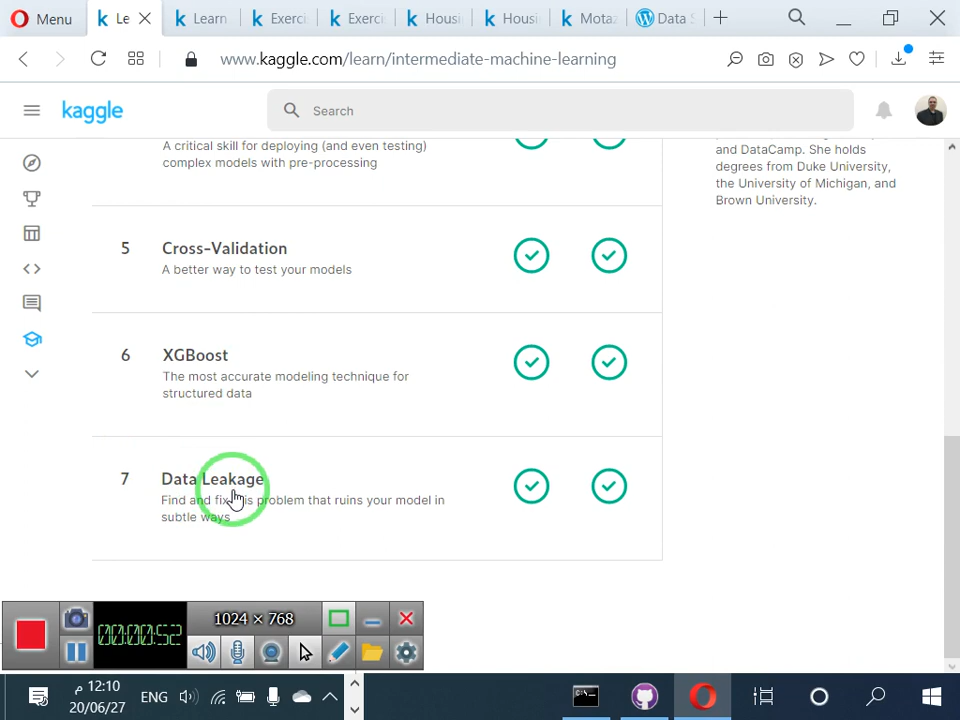 Menu
Le
Learn
Exerci
Exerci
Housi
Housi
Motaz
Data S
www.kaggle.com/learn/intermediate-machine-learning
kaggle
Search
A critical skill for deploying (and even testing)
complex models with pre-processing
and DataCamp. She holds
degrees from Duke University,
the University of Michigan, and
Brown University.
5 Cross-Validation
A better way to test your models
6 XGBoost
The most accurate modeling technique for
structured data
7 Data Leakage
Find and fix this problem that ruins your model in
subtle ways
00:00:52
1024 × 768
12:10 م
20/06/27
ENG